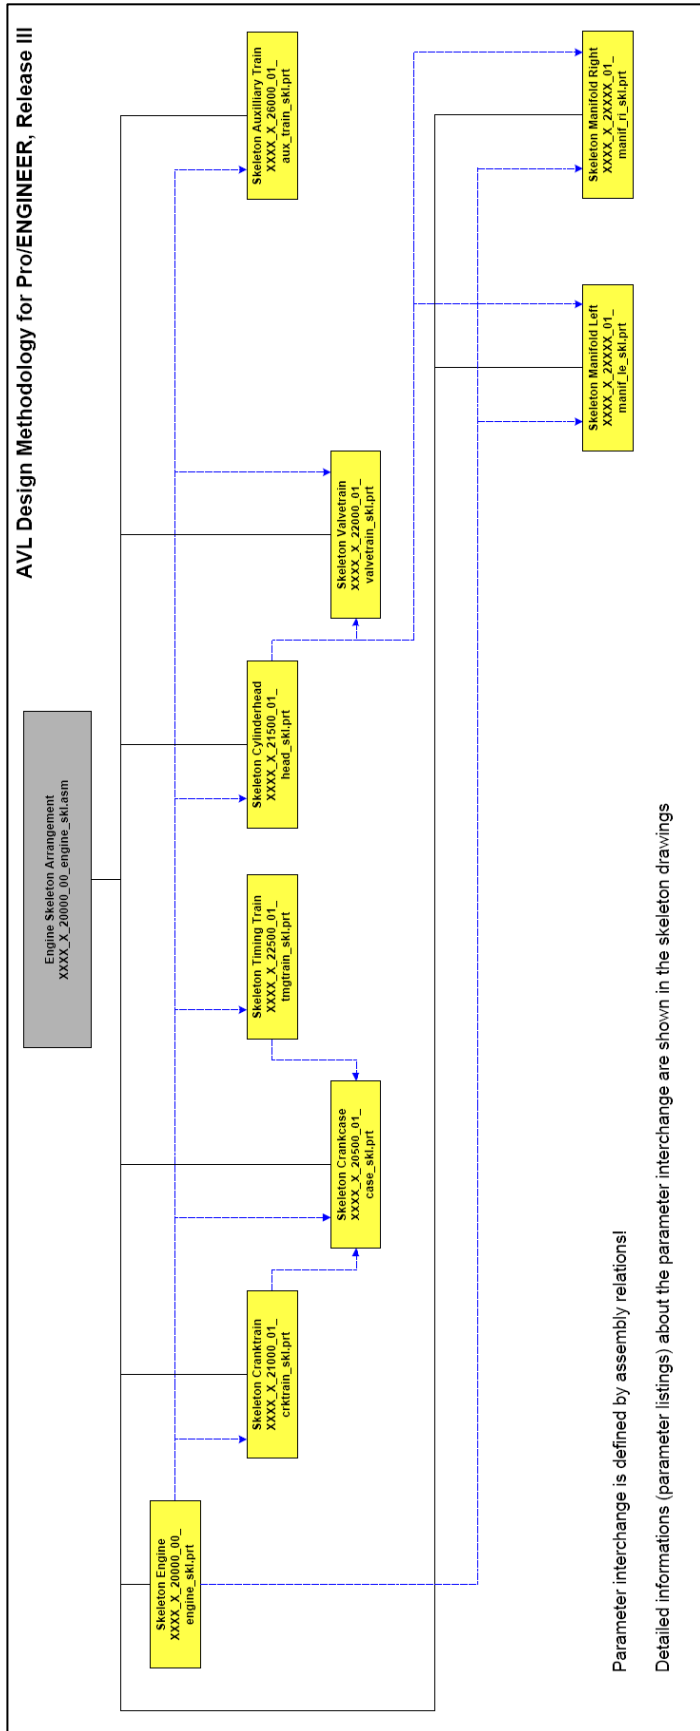 AVL Design Methodology for Pro/ENGINEER, Release III
Engine Skeleton Arrangement
XXXX_X_20000_00_engine_skl.asm
Skeleton Engine
XXXX_X_20000_00_
engine_skl.prt
Skeleton Cranktrain
XXXX_X_21000_01_
crktrain_skl.prt
Skeleton Crankcase
XXXX_X_20500_01_
case_skl.prt
Skeleton Timing Train
XXXX_X_22500_01_
tmgtrain_skl.prt
Skeleton Cylinderhead
XXXX_X_21500_01_
head_skl.prt
Skeleton Valvetrain
XXXX_X_22000_01_
valvetrain_skl.prt
Skeleton Auxilliary Train
XXXX_X_26000_01_
aux_train_skl.prt
Skeleton Manifold Left
XXXX_X_2XXXX_01_
manif_le_skl.prt
Skeleton Manifold Right
XXXX_X_2XXXX_01_
manif_ri_skl.prt
Parameter interchange is defined by assembly relations!
Detailed informations (parameter listings) about the parameter interchange are shown in the skeleton drawings